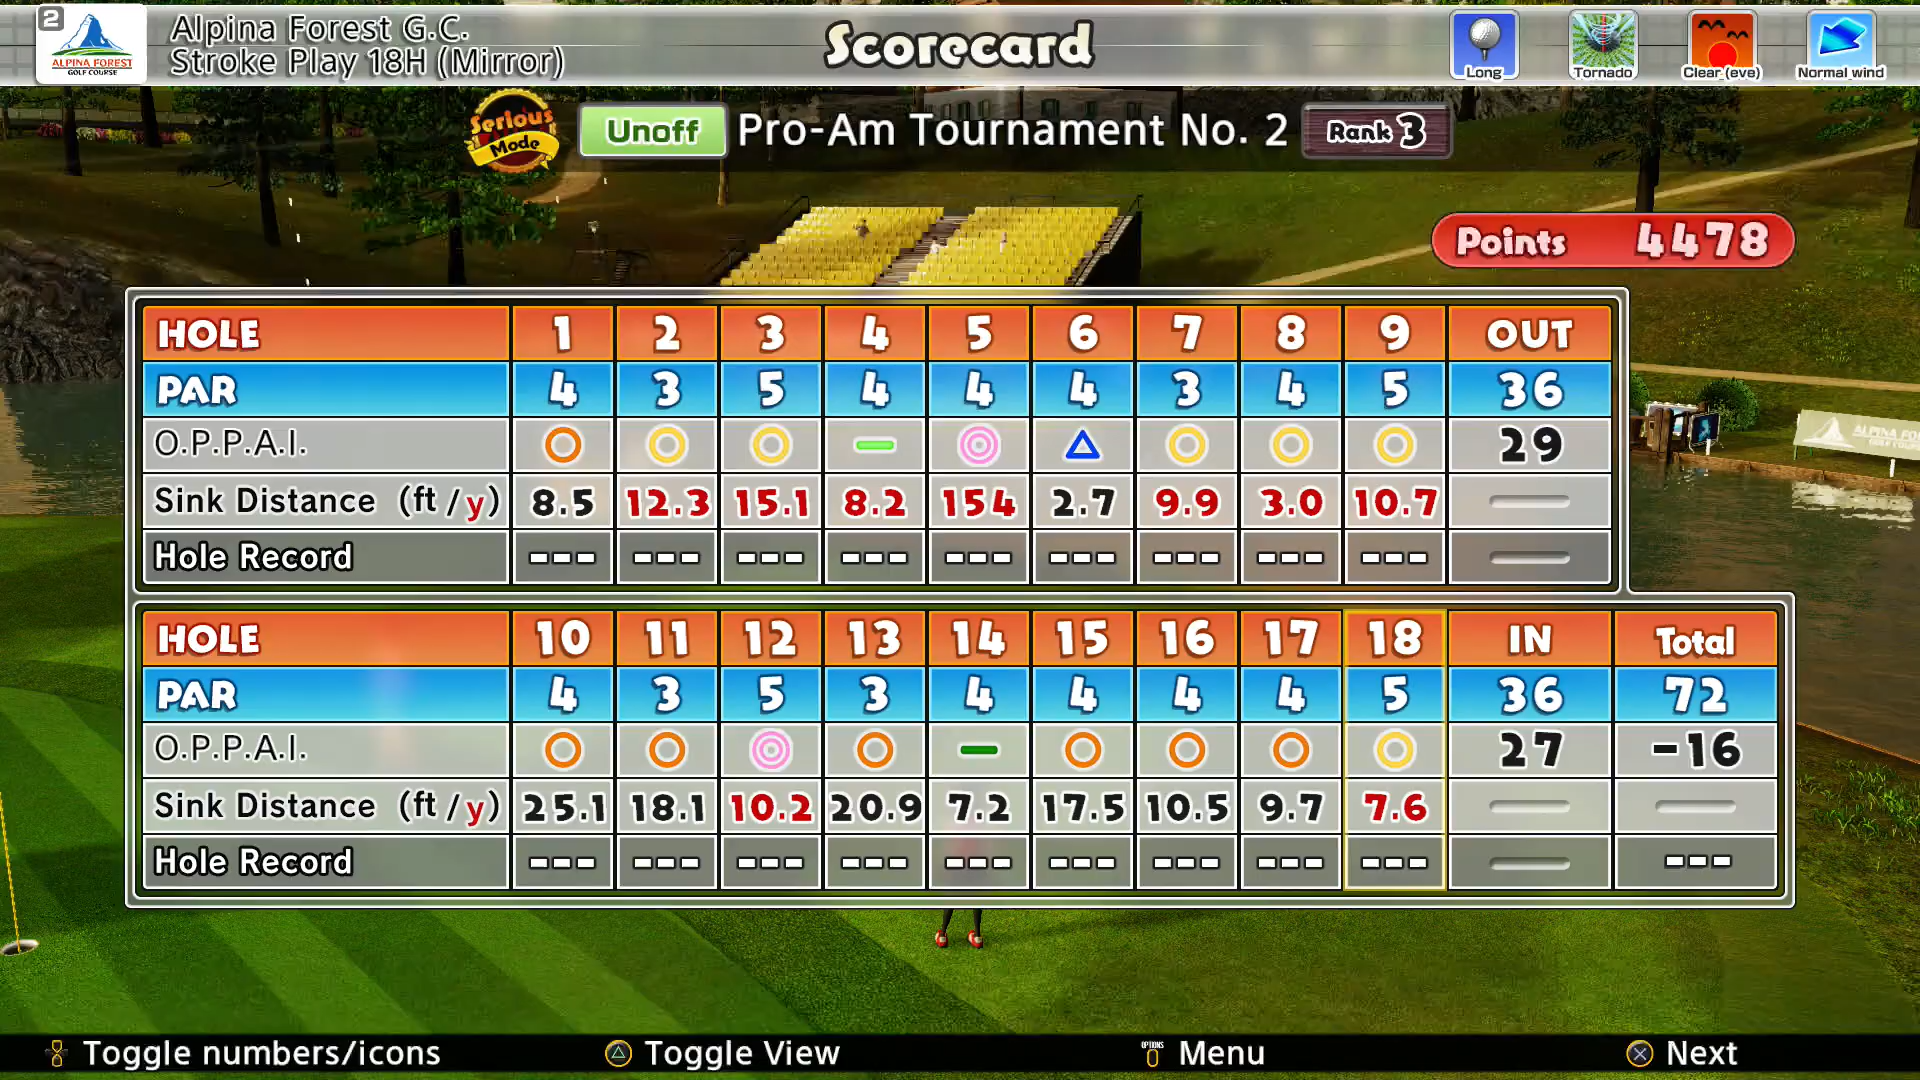 2
ALPINA FOREST
GOLF COURSE
Alpina Forest G.C.
Stroke Play 18H (Mirror)
Scorecard
Long
Tornado
Clear (eve)
Normal wind
Serious Mode
Unoff
Pro-Am Tournament No. 2
Rank 3
Points 4478
HOLE 1 2 3 4 5 6 7 8 9 OUT
PAR 4 3 5 4 4 4 3 4 5 36
O.P.P.A.I. 29
Sink Distance (ft/y) 8.5 12.3 15.1 8.2 154 2.7 9.9 3.0 10.7
Hole Record --- --- --- --- --- --- --- --- ---
HOLE 10 11 12 13 14 15 16 17 18 IN Total
PAR 4 3 5 3 4 4 4 4 5 36 72
O.P.P.A.I. 27 -16
Sink Distance (ft/y) 25.1 18.1 10.2 20.9 7.2 17.5 10.5 9.7 7.6
Hole Record --- --- --- --- --- --- --- --- --- ---
Toggle numbers/icons
Toggle View
OPTIONS
Menu
Next